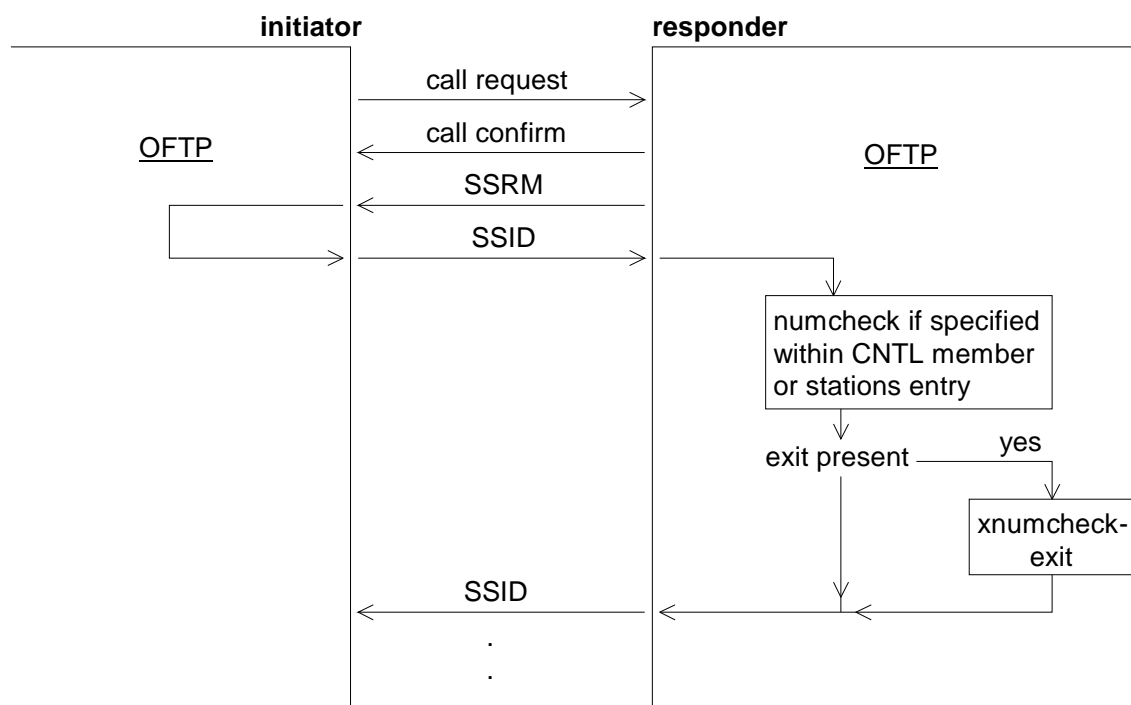 initiator
responder
call request
call confirm
OFTP
OFTP
SSRM
SSID
numcheck if specified
within CNTL member
or stations entry
exit present
yes
xnumcheck-
exit
SSID
.
.